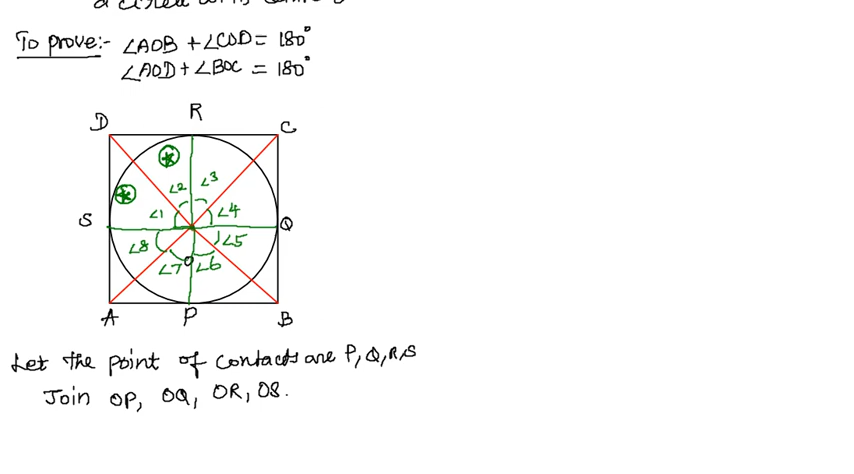 To prove:- ∠AOB + ∠COD = 180°
∠AOD + ∠BOC = 180°
R
D C
∠2 ∠3
∠1 ∠4
S Q
∠8 ∠5
∠7 O ∠6
A P B
Let the point of contacts are P, Q, R, S
Join OP, OQ, OR, OS.